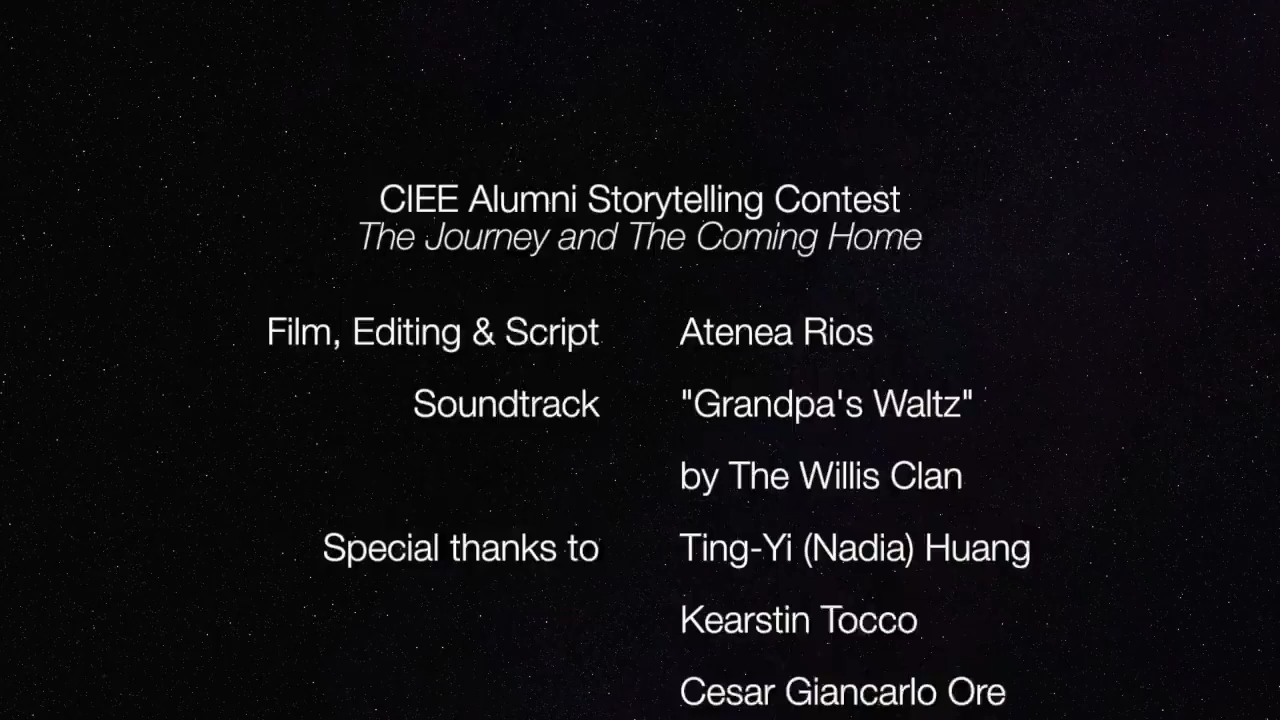 CIEE Alumni Storytelling Contest
The Journey and The Coming Home
Film, Editing & Script Atenea Rios
Soundtrack "Grandpa's Waltz"
by The Willis Clan
Special thanks to Ting-Yi (Nadia) Huang
Kearstin Tocco
Cesar Giancarlo Ore